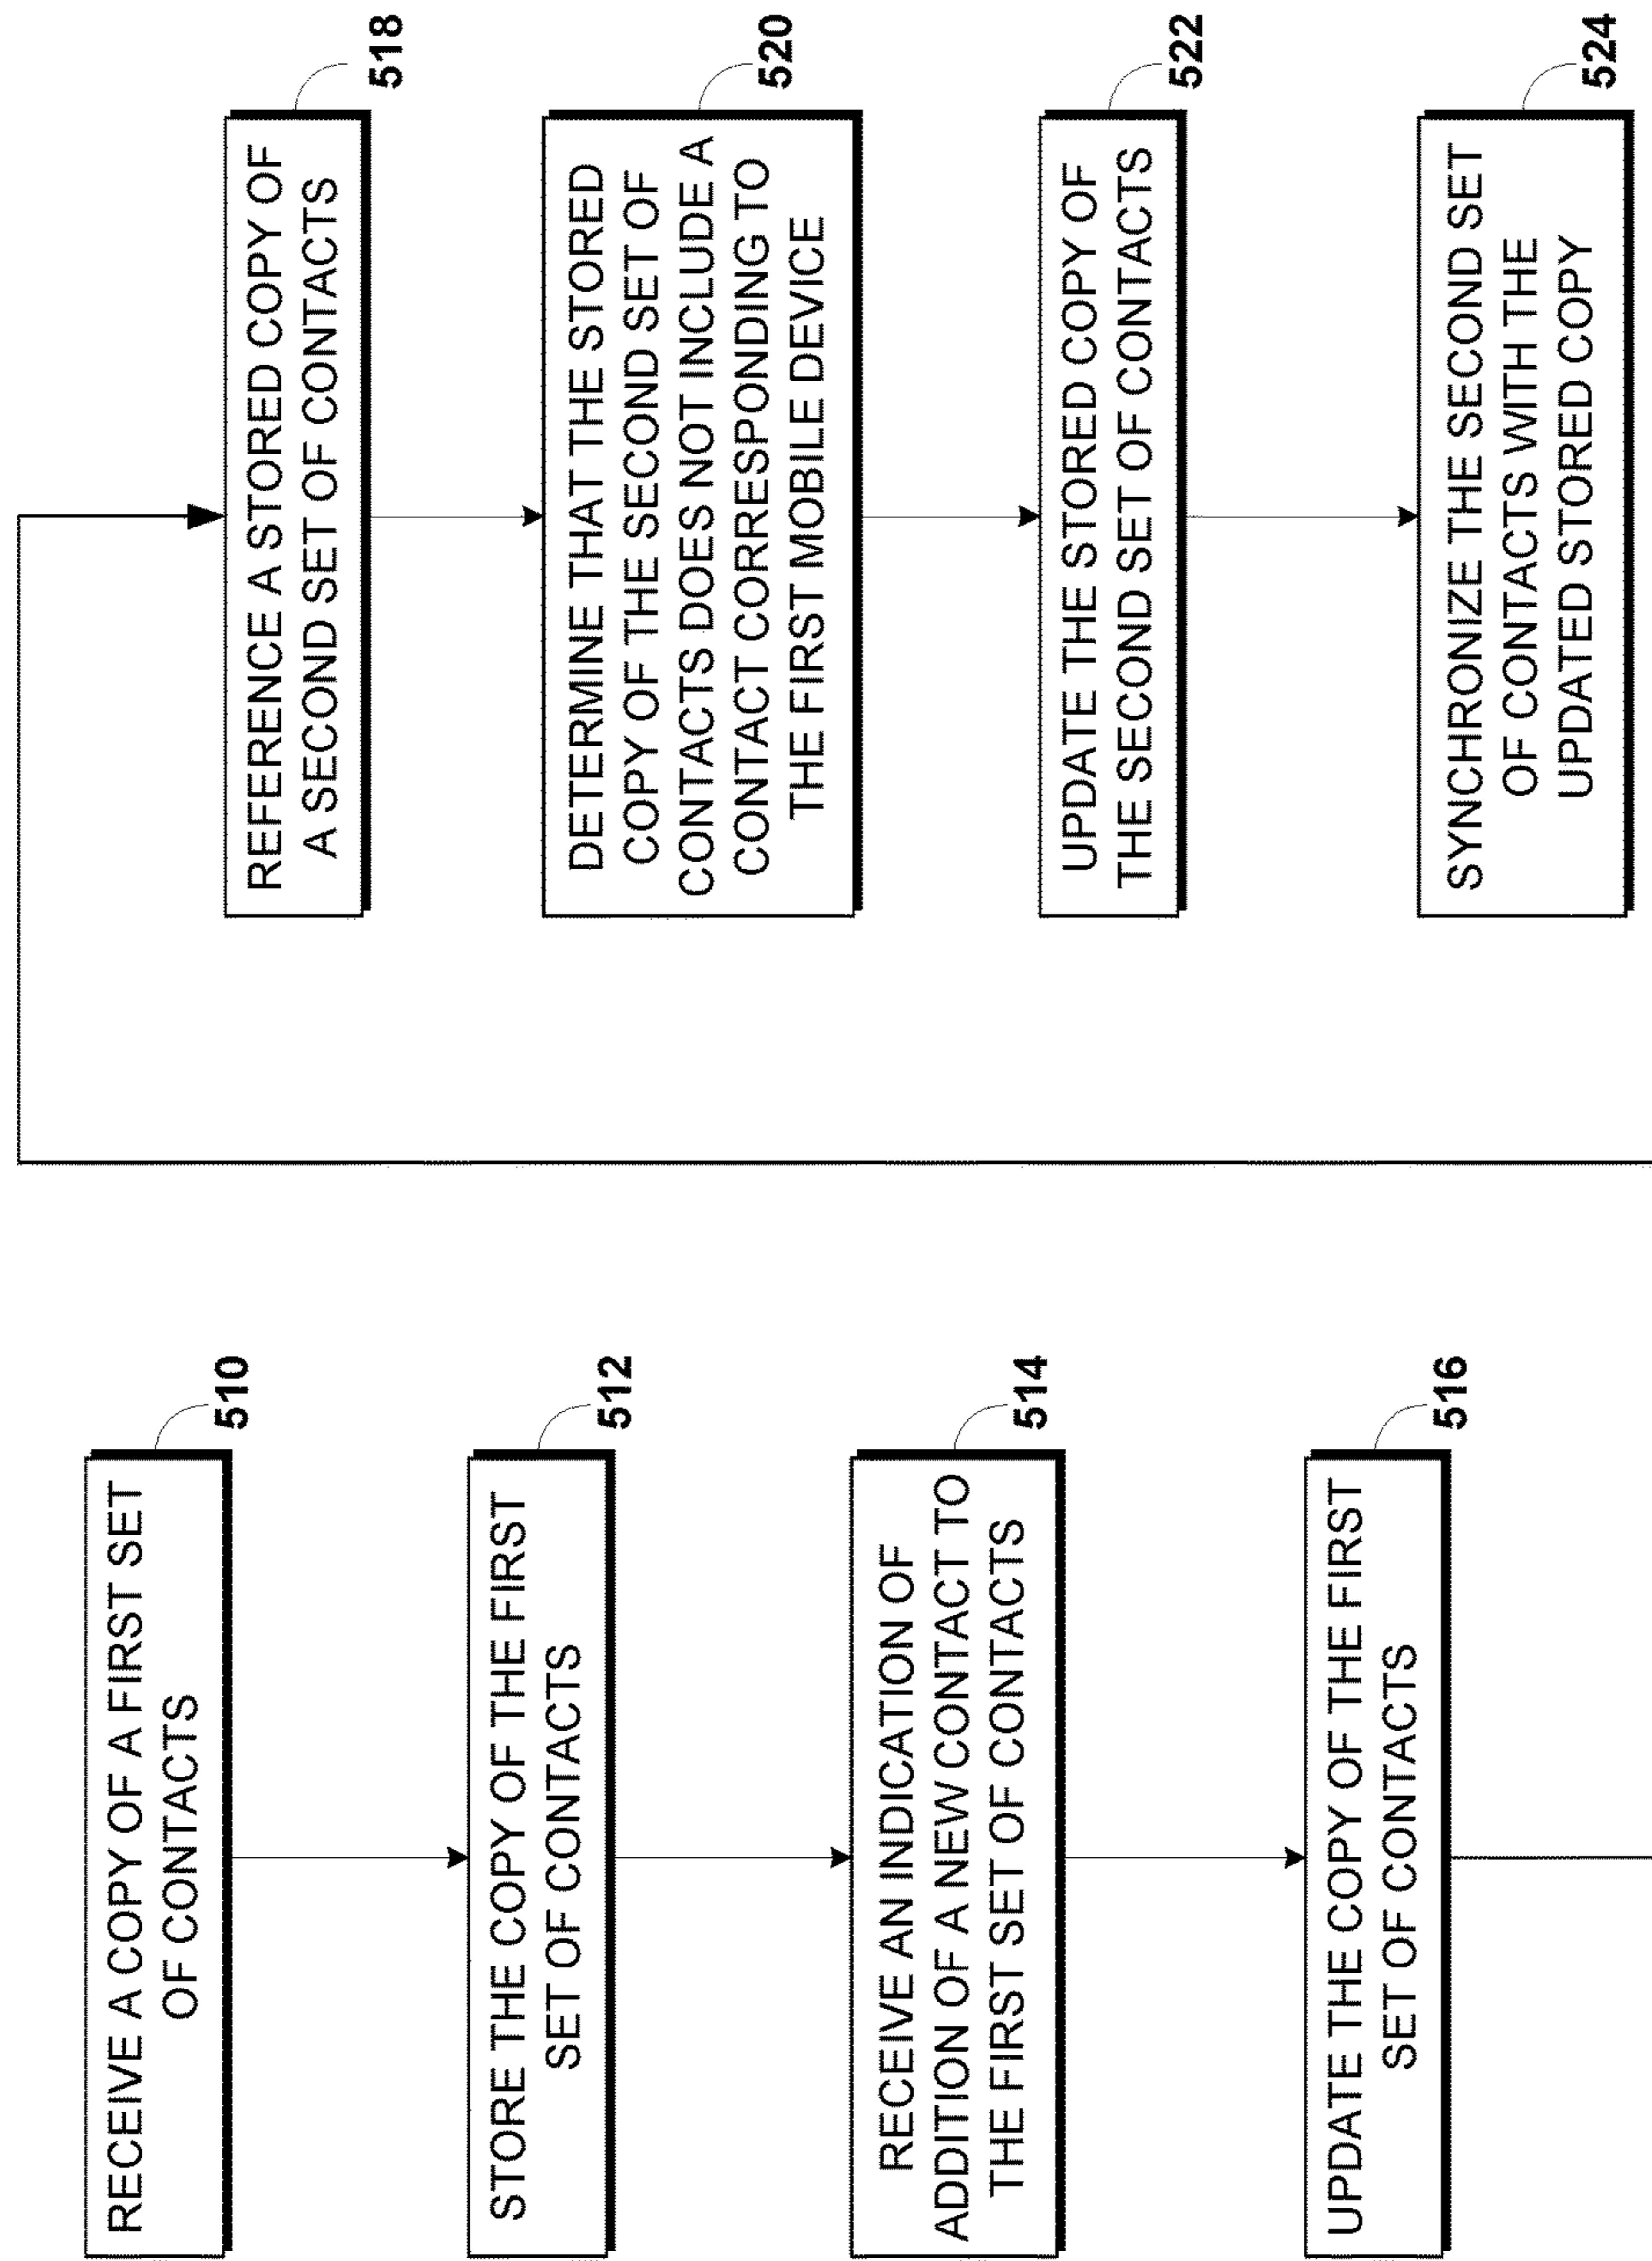 RECEIVE A COPY OF A FIRST SET
OF CONTACTS
510
STORE THE COPY OF THE FIRST
SET OF CONTACTS
512
RECEIVE AN INDICATION OF
ADDITION OF A NEW CONTACT TO
THE FIRST SET OF CONTACTS
514
UPDATE THE COPY OF THE FIRST
SET OF CONTACTS
516
REFERENCE A STORED COPY OF
A SECOND SET OF CONTACTS
518
DETERMINE THAT THE STORED
COPY OF THE SECOND SET OF
CONTACTS DOES NOT INCLUDE A
CONTACT CORRESPONDING TO
THE FIRST MOBILE DEVICE
520
UPDATE THE STORED COPY OF
THE SECOND SET OF CONTACTS
522
SYNCHRONIZE THE SECOND SET
OF CONTACTS WITH THE
UPDATED STORED COPY
524